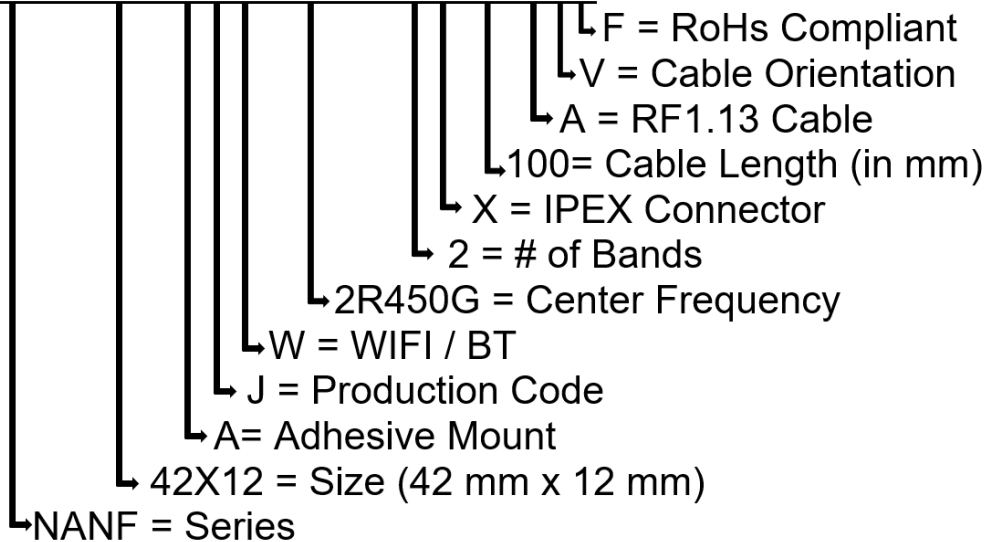 F = RoHs Compliant
V = Cable Orientation
A = RF1.13 Cable
100= Cable Length (in mm)
X = IPEX Connector
2 = # of Bands
2R450G = Center Frequency
W = WIFI / BT
J = Production Code
A= Adhesive Mount
42X12 = Size (42 mm x 12 mm)
NANF = Series